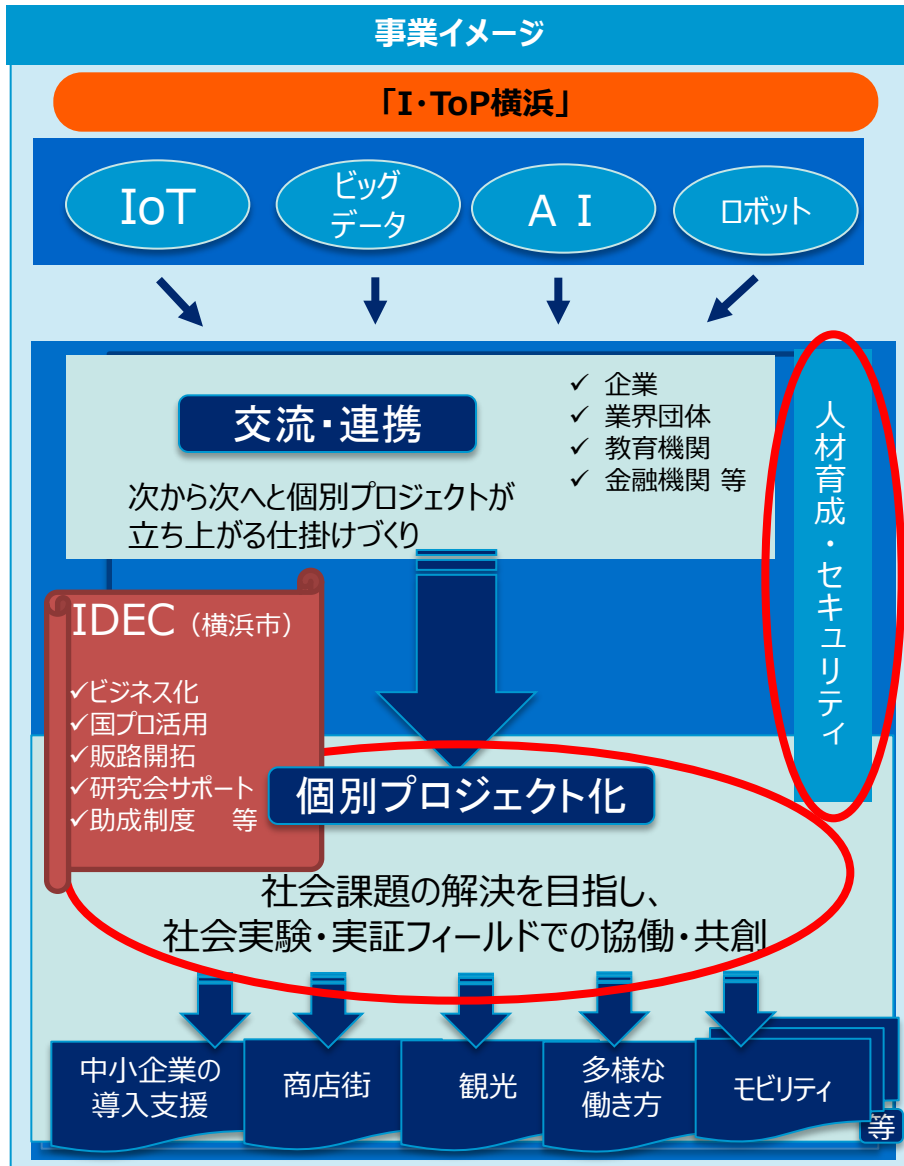 事業イメージ
「I・ToP横浜」
IoT
ビッグ
データ
ＡＩ
ロボット
交流・連携
✓ 企業
✓ 業界団体
✓ 教育機関
✓ 金融機関 等
次から次へと個別プロジェクトが
立ち上がる仕掛けづくり
人材育成・セキュリティ
IDEC（横浜市）
✓ビジネス化
✓国プロ活用
✓販路開拓
✓研究会サポート
✓助成制度　等
個別プロジェクト化
社会課題の解決を目指し、
社会実験・実証フィールドでの協働・共創
中小企業の
導入支援
商店街
観光
多様な
働き方
モビリティ
等